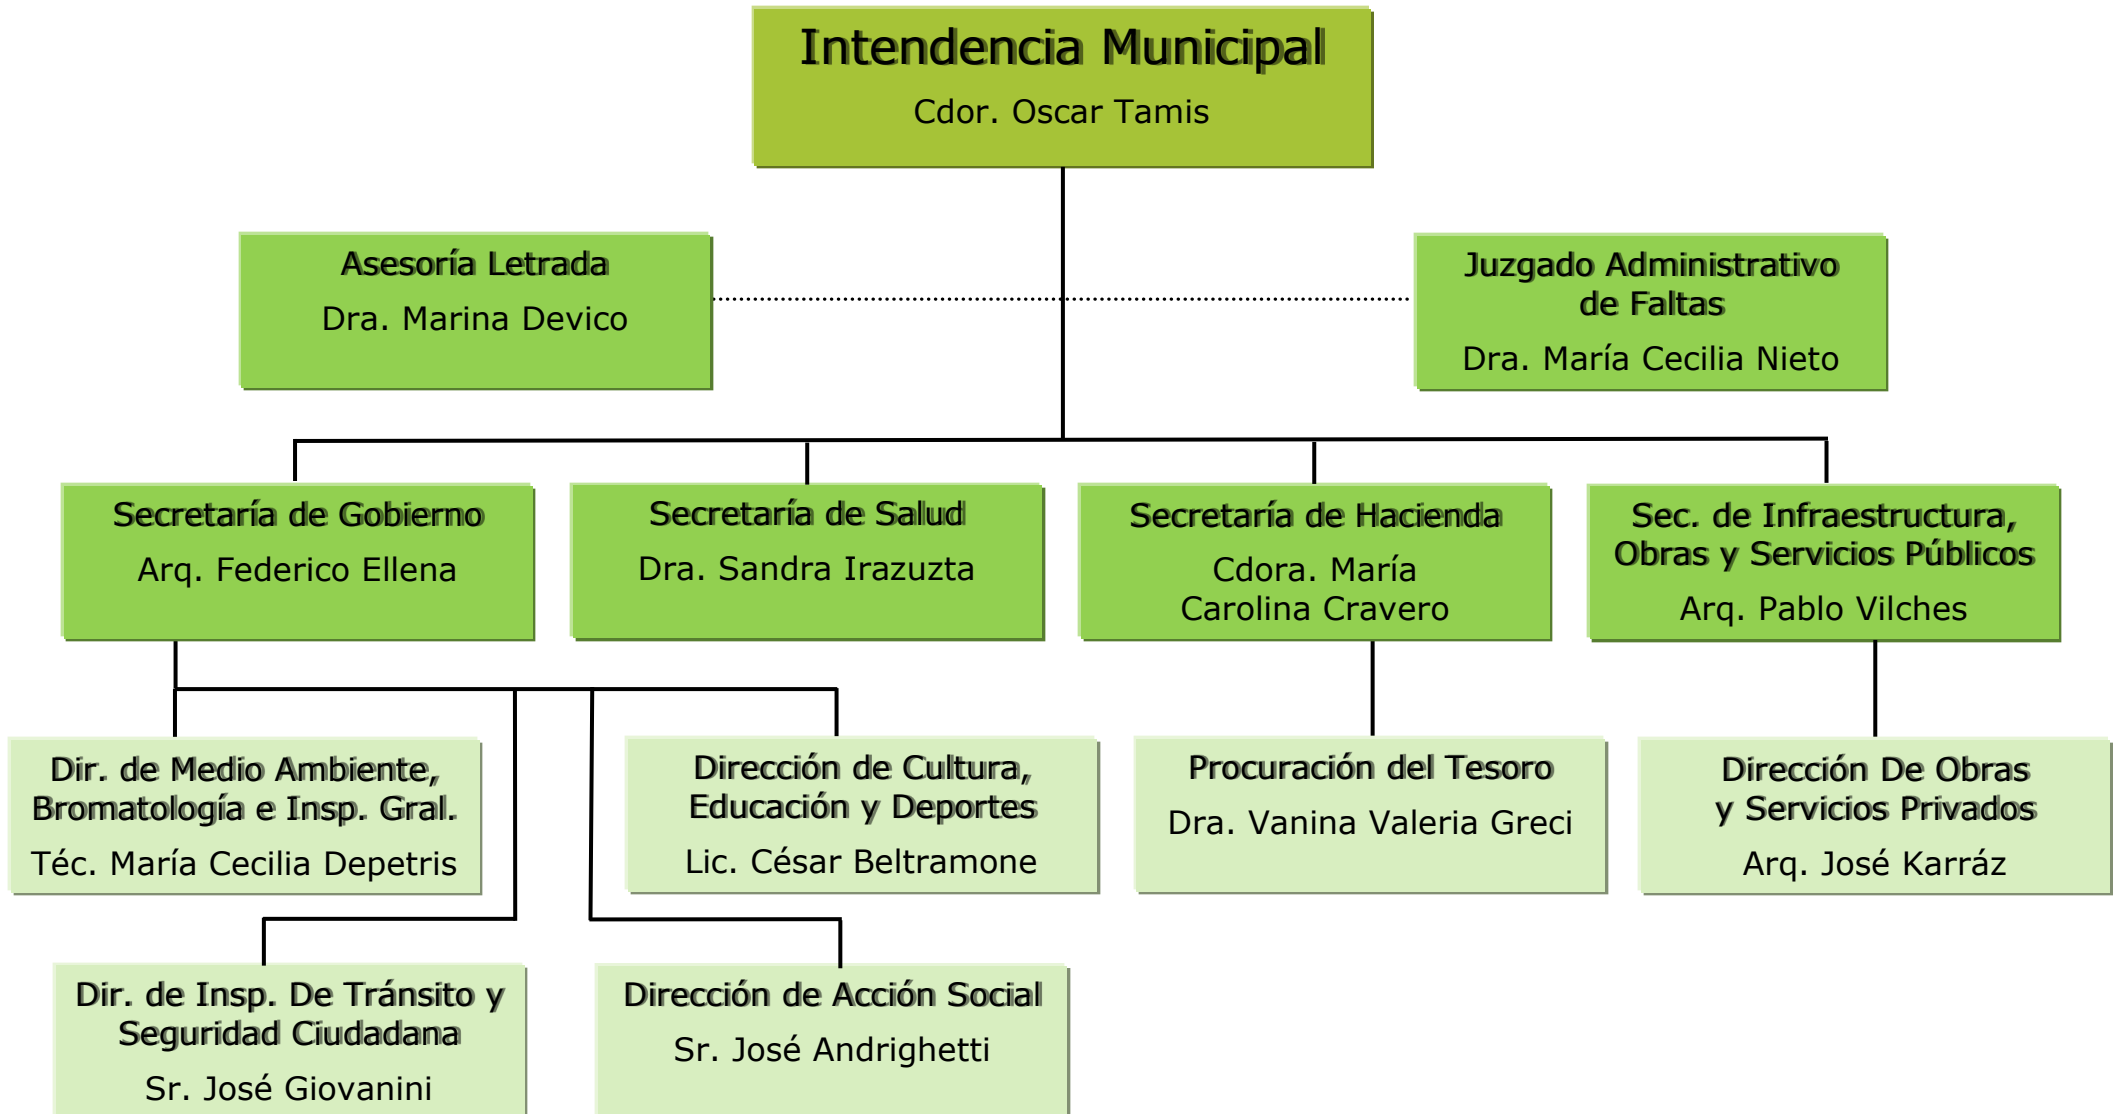 Intendencia Municipal
Cdor. Oscar Tamis
Asesoría Letrada
Dra. Marina Devico
Juzgado Administrativo
de Faltas
Dra. María Cecilia Nieto
Secretaría de Gobierno
Arq. Federico Ellena
Secretaría de Salud
Dra. Sandra Irazuzta
Secretaría de Hacienda
Cdora. María
Carolina Cravero
Sec. de Infraestructura,
Obras y Servicios Públicos
Arq. Pablo Vilches
Dir. de Medio Ambiente,
Bromatología e Insp. Gral.
Téc. María Cecilia Depetris
Dirección de Cultura,
Educación y Deportes
Lic. César Beltramone
Procuración del Tesoro
Dra. Vanina Valeria Greci
Dirección De Obras
y Servicios Privados
Arq. José Karráz
Dir. de Insp. De Tránsito y
Seguridad Ciudadana
Sr. José Giovanini
Dirección de Acción Social
Sr. José Andrighetti